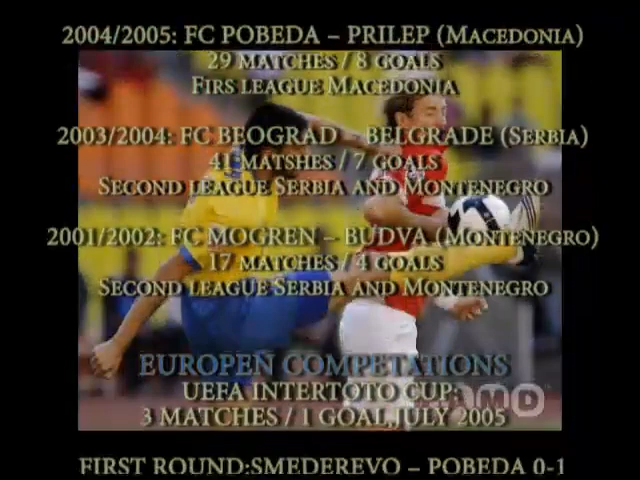 2004/2005: FC POBEDA – PRILEP (MACEDONIA)
29 MATCHES / 8 GOALS
FIRS LEAGUE MACEDONIA
2003/2004: FC BEOGRAD – BELGRADE (SERBIA)
41 MATSHES / 7 GOALS
SECOND LEAGUE SERBIA AND MONTENEGRO
2001/2002: FC MOGREN – BUDVA (MONTENEGRO)
17 MATCHES / 4 GOALS
SECOND LEAGUE SERBIA AND MONTENEGRO
EUROPEN COMPETATIONS
UEFA INTERTOTO CUP:
3 MATCHES / 1 GOAL,JULY 2005
FIRST ROUND:SMEDEREVO – POBEDA 0-1